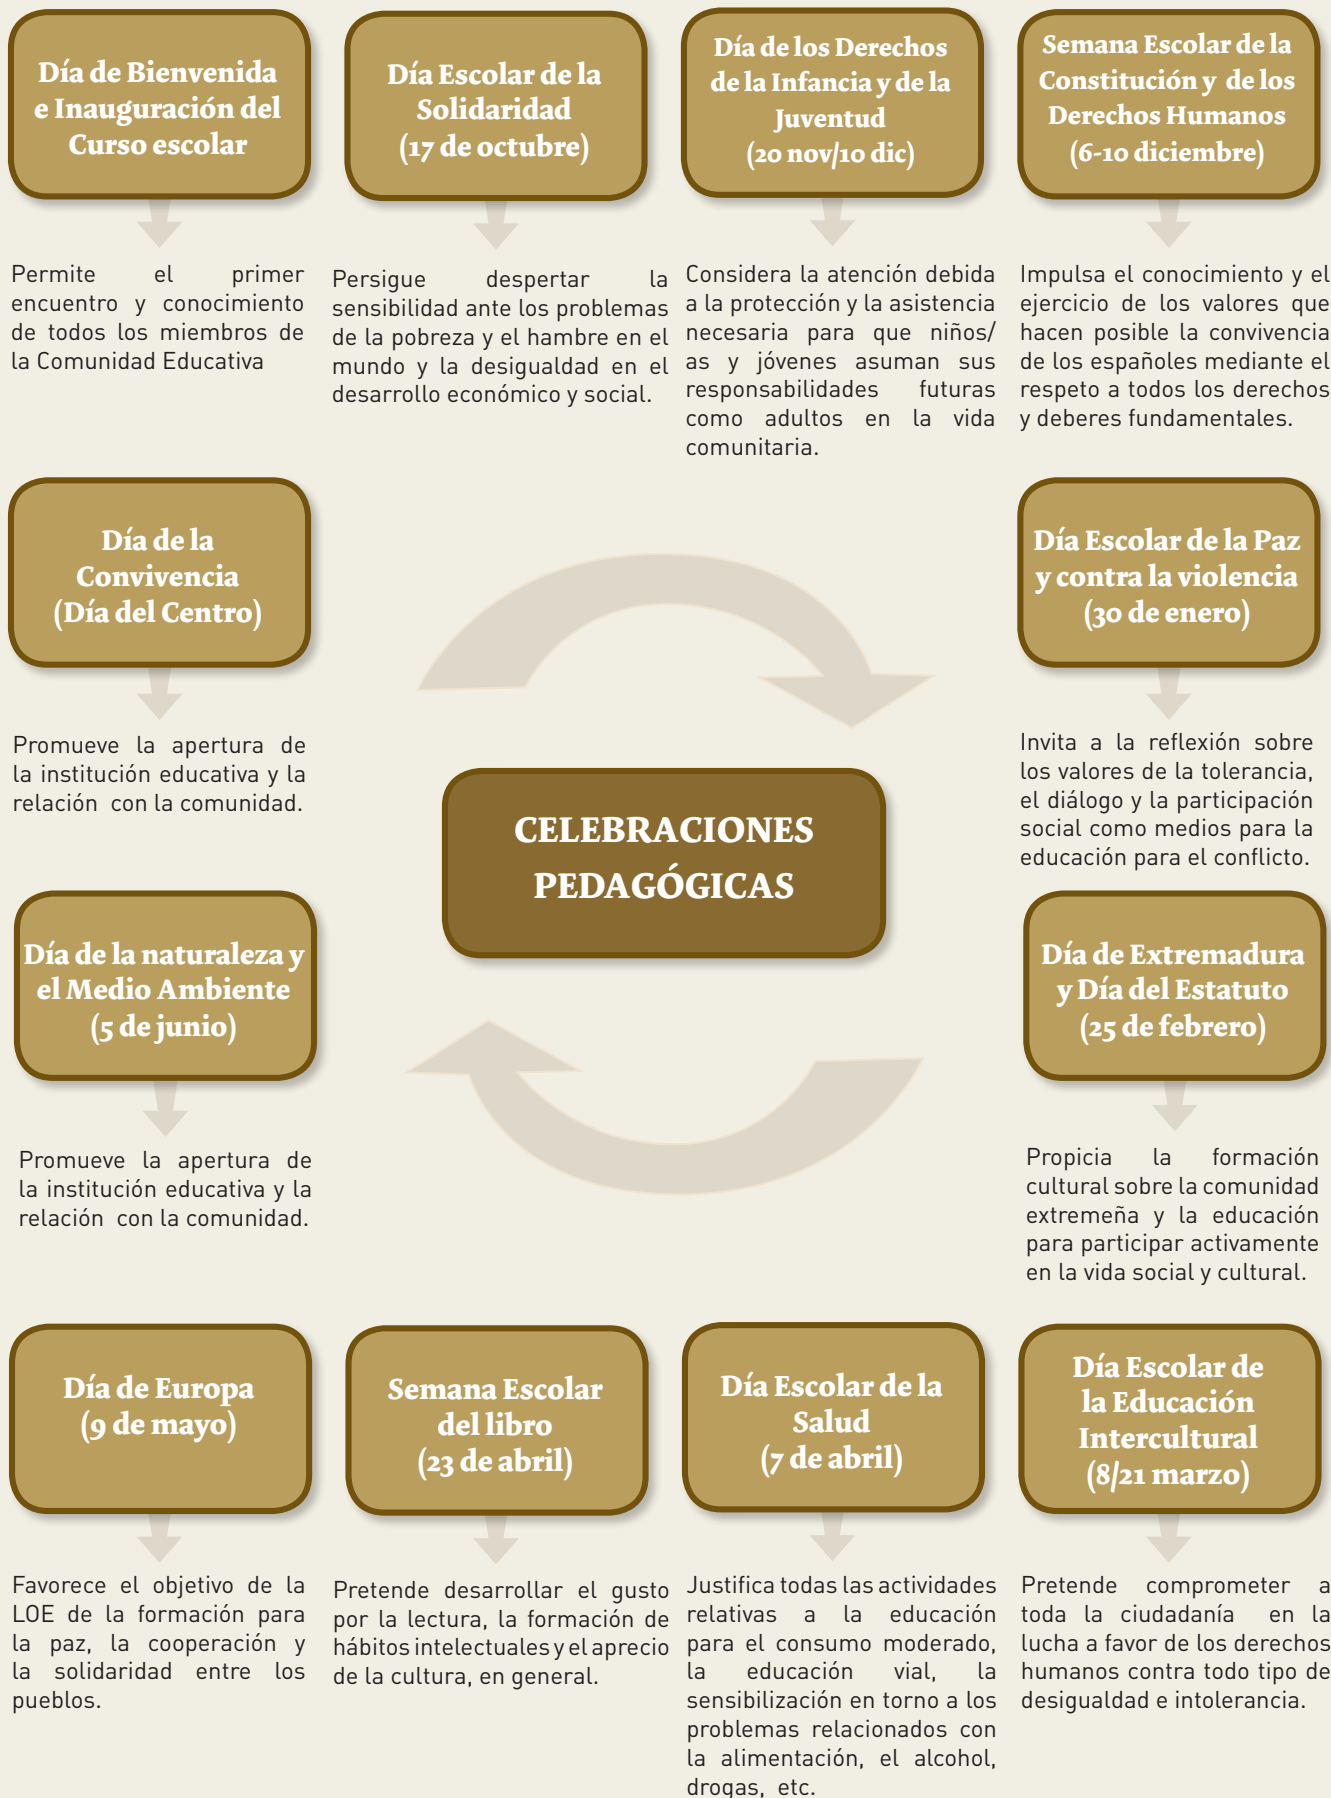 Día de Bienvenida
e Inauguración del
Curso escolar
Permite el primer
encuentro y conocimiento
de todos los miembros de
la Comunidad Educativa
Día Escolar de la
Solidaridad
(17 de octubre)
Persigue despertar la
sensibilidad ante los problemas
de la pobreza y el hambre en el
mundo y la desigualdad en el
desarrollo económico y social.
Día de los Derechos
de la Infancia y de la
Juventud
(20 nov/10 dic)
Considera la atención debida
a la protección y la asistencia
necesaria para que niños/
as y jóvenes asuman sus
responsabilidades futuras
como adultos en la vida
comunitaria.
Semana Escolar de la
Constitución y de los
Derechos Humanos
(6-10 diciembre)
Impulsa el conocimiento y el
ejercicio de los valores que
hacen posible la convivencia
de los españoles mediante el
respeto a todos los derechos
y deberes fundamentales.
Día de la
Convivencia
(Día del Centro)
Promueve la apertura de
la institución educativa y la
relación con la comunidad.
Día Escolar de la Paz
y contra la violencia
(30 de enero)
Invita a la reflexión sobre
los valores de la tolerancia,
el diálogo y la participación
social como medios para la
educación para el conflicto.
CELEBRACIONES
PEDAGÓGICAS
Día de la naturaleza y
el Medio Ambiente
(5 de junio)
Promueve la apertura de
la institución educativa y la
relación con la comunidad.
Día de Extremadura
y Día del Estatuto
(25 de febrero)
Propicia la formación
cultural sobre la comunidad
extremeña y la educación
para participar activamente
en la vida social y cultural.
Día de Europa
(9 de mayo)
Favorece el objetivo de la
LOE de la formación para
la paz, la cooperación y
la solidaridad entre los
pueblos.
Semana Escolar
del libro
(23 de abril)
Pretende desarrollar el gusto
por la lectura, la formación de
hábitos intelectuales y el aprecio
de la cultura, en general.
Día Escolar de la
Salud
(7 de abril)
Justifica todas las actividades
relativas a la educación
para el consumo moderado,
la educación vial, la
sensibilización en torno a los
problemas relacionados con
la alimentación, el alcohol,
drogas, etc.
Día Escolar de
la Educación
Intercultural
(8/21 marzo)
Pretende comprometer a
toda la ciudadanía en la
lucha a favor de los derechos
humanos contra todo tipo de
desigualdad e intolerancia.